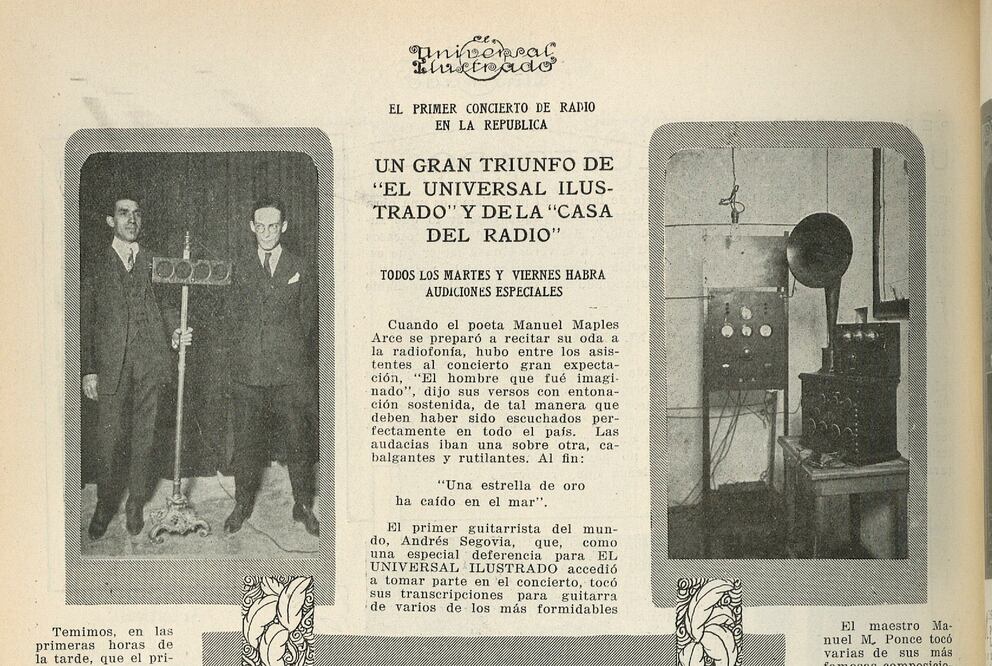 El
Universal
Ilustrado
EL PRIMER CONCIERTO DE RADIO
EN LA REPUBLICA
UN GRAN TRIUNFO DE
"EL UNIVERSAL ILUS-
TRADO" Y DE LA "CASA
DEL RADIO"
TODOS LOS MARTES Y VIERNES HABRA
AUDICIONES ESPECIALES
Cuando el poeta Manuel Maples
Arce se preparó a recitar su oda a
la radiofonía, hubo entre los asis-
tentes al concierto gran expecta-
ción, "El hombre que fué imagi-
nado", dijo sus versos con entona-
ción sostenida, de tal manera que
deben haber sido escuchados per-
fectamente en todo el país. Las
audacias iban una sobre otra, ca-
balgantes y rutilantes. Al fin:
"Una estrella de oro
ha caído en el mar".
El primer guitarrista del mun-
do, Andrés Segovia, que, como
una especial deferencia para EL
UNIVERSAL ILUSTRADO accedió
a tomar parte en el concierto, tocó
sus transcripciones para guitarra
de varios de los más formidables
Temimos, en las
primeras horas de
la tarde, que el pri-
El maestro Ma-
nuel M. Ponce tocó
varias de sus más